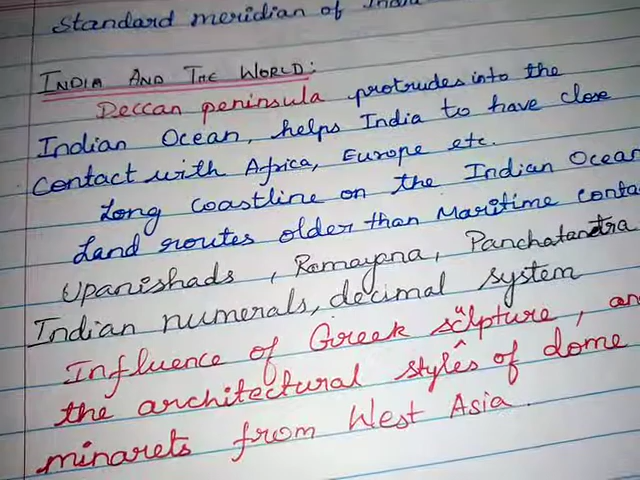 Standard meridian of India
INDIA AND THE WORLD:
Deccan peninsula protrudes into the
Indian Ocean, helps India to have close
contact with Africa, Europe etc.
Long coastline on the Indian Ocean
Land routes older than Maritime conta
Upanishads, Ramayana, Panchatantra
Indian numerals, decimal system
Influence of Greek sculpture, an
the architectural styles of dome
minarets from West Asia.